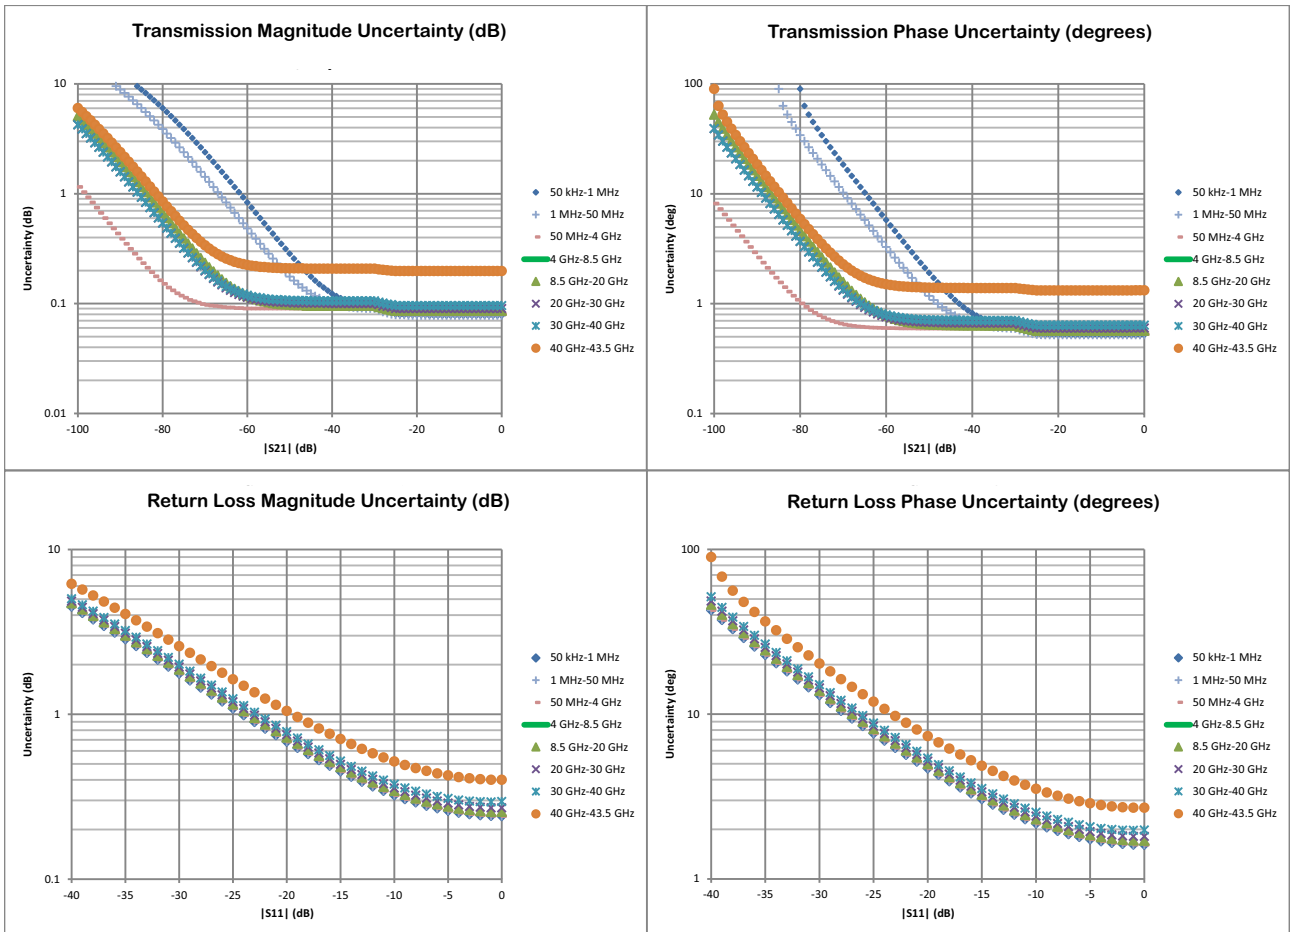 Transmission Magnitude Uncertainty (dB)
10
1
0.1
0.01
Uncertainty (dB)
-100
-80
-60
-40
-20
0
|S21| (dB)
50 kHz-1 MHz
1 MHz-50 MHz
50 MHz-4 GHz
4 GHz-8.5 GHz
8.5 GHz-20 GHz
20 GHz-30 GHz
30 GHz-40 GHz
40 GHz-43.5 GHz
Transmission Phase Uncertainty (degrees)
100
10
1
0.1
Uncertainty (deg)
-100
-80
-60
-40
-20
0
|S21| (dB)
50 kHz-1 MHz
1 MHz-50 MHz
50 MHz-4 GHz
4 GHz-8.5 GHz
8.5 GHz-20 GHz
20 GHz-30 GHz
30 GHz-40 GHz
40 GHz-43.5 GHz
Return Loss Magnitude Uncertainty (dB)
10
1
0.1
Uncertainty (dB)
-40
-35
-30
-25
-20
-15
-10
-5
0
|S11| (dB)
50 kHz-1 MHz
1 MHz-50 MHz
50 MHz-4 GHz
4 GHz-8.5 GHz
8.5 GHz-20 GHz
20 GHz-30 GHz
30 GHz-40 GHz
40 GHz-43.5 GHz
Return Loss Phase Uncertainty (degrees)
100
10
1
Uncertainty (deg)
-40
-35
-30
-25
-20
-15
-10
-5
0
|S11| (dB)
50 kHz-1 MHz
1 MHz-50 MHz
50 MHz-4 GHz
4 GHz-8.5 GHz
8.5 GHz-20 GHz
20 GHz-30 GHz
30 GHz-40 GHz
40 GHz-43.5 GHz